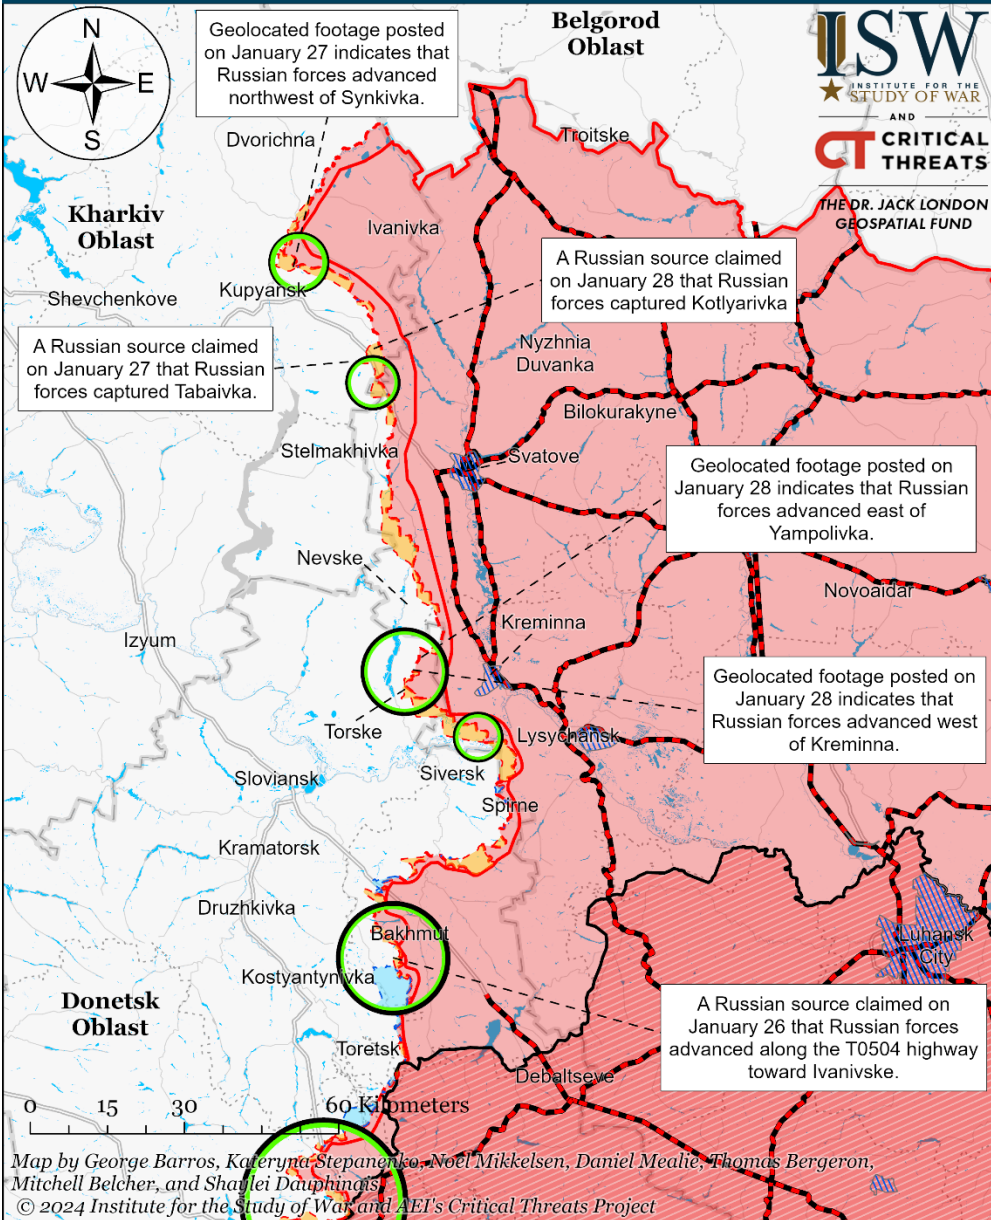 N
W E
S
Geolocated footage posted
on January 27 indicates that
Russian forces advanced
northwest of Synkivka.
Belgorod
Oblast
ISW
INSTITUTE FOR THE
STUDY OF WAR
AND
CT CRITICAL
THREATS
THE DR. JACK LONDON
GEOSPATIAL FUND
Dvorichna
Troitske
Kharkiv
Oblast
Ivanivka
A Russian source claimed
on January 28 that Russian
forces captured Kotlyarivka
Kupyansk
Shevchenkove
A Russian source claimed
on January 27 that Russian
forces captured Tabaivka.
Nyzhnia
Duvanka
Bilokurakyne
Stelmakhivka
Svatove
Geolocated footage posted on
January 28 indicates that Russian
forces advanced east of
Yampolivka.
Nevske
Novoaidar
Kreminna
Izyum
Geolocated footage posted on
January 28 indicates that
Russian forces advanced west
of Kreminna.
Torske
Lysychansk
Siversk
Sloviansk
Spirne
Kramatorsk
Druzhkivka
Bakhmut
Luhansk
City
Kostyantynivka
Donetsk
Oblast
A Russian source claimed on
January 26 that Russian forces
advanced along the T0504 highway
toward Ivanivske.
Toretsk
Debaltseve
0 15 30 60 Kilometers
Map by George Barros, Kateryna Stepanenko, Noel Mikkelsen, Daniel Mealie, Thomas Bergeron,
Mitchell Belcher, and Shaylei Dauphinais
© 2024 Institute for the Study of War and AEI's Critical Threats Project